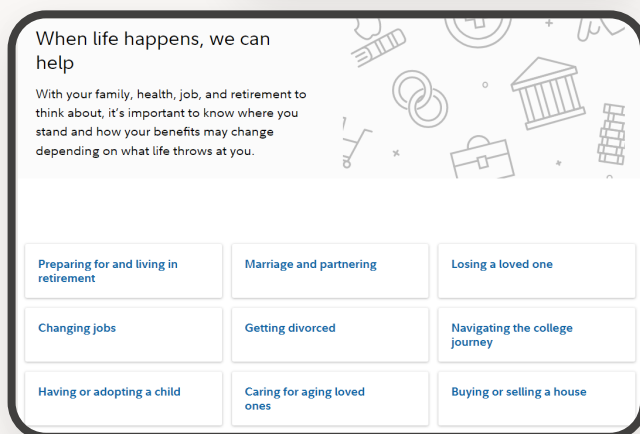 When life happens, we can
help
With your family, health, job, and retirement to
think about, it's important to know where you
stand and how your benefits may change
depending on what life throws at you.
Preparing for and living in
retirement
Marriage and partnering
Losing a loved one
Changing jobs
Getting divorced
Navigating the college
journey
Having or adopting a child
Caring for aging loved
ones
Buying or selling a house